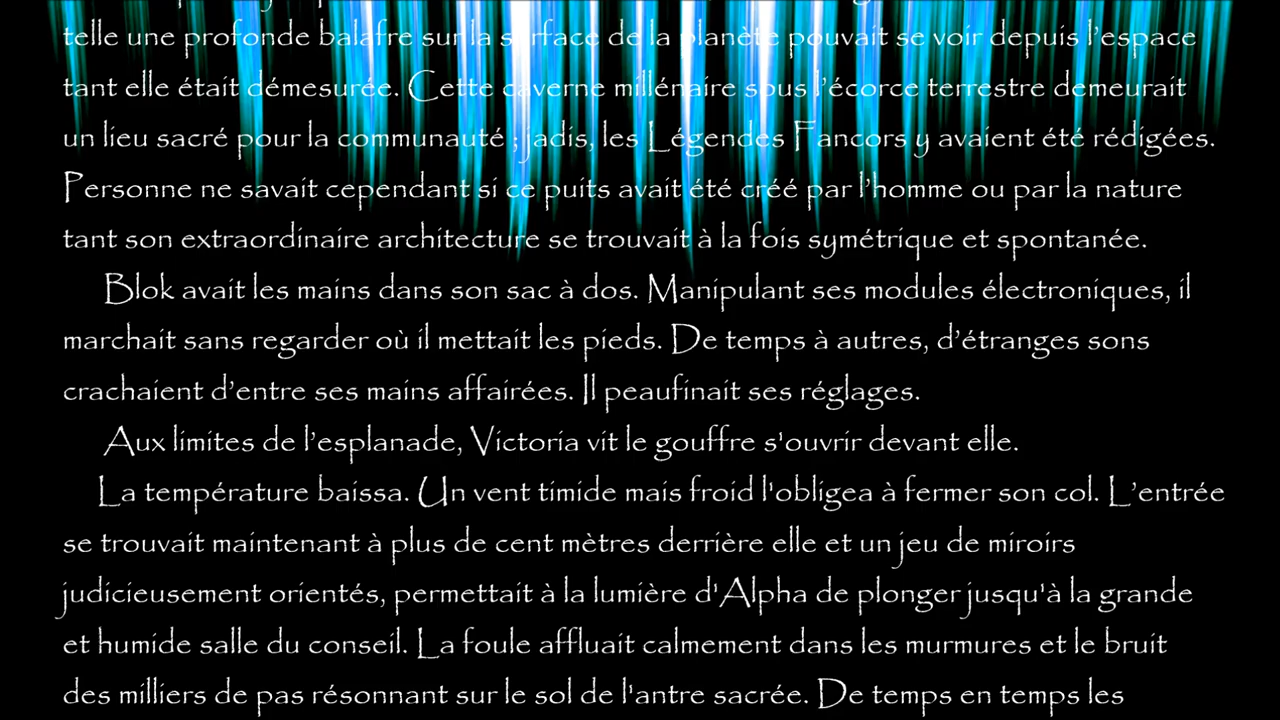 telle une profonde balafre sur la surface de la planète pouvait se voir depuis l'espace
tant elle était démesurée. Cette caverne millénaire sous l'écorce terrestre demeurait
un lieu sacré pour la communauté ; jadis, les Légendes Fancors y avaient été rédigées.
Personne ne savait cependant si ce puits avait été créé par l'homme ou par la nature
tant son extraordinaire architecture se trouvait à la fois symétrique et spontanée.
Blok avait les mains dans son sac à dos. Manipulant ses modules électroniques, il
marchait sans regarder où il mettait les pieds. De temps à autres, d'étranges sons
crachaient d'entre ses mains affairées. Il peaufinait ses réglages.
Aux limites de l'esplanade, Victoria vit le gouffre s'ouvrir devant elle.
La température baissa. Un vent timide mais froid l'obligea à fermer son col. L'entrée
se trouvait maintenant à plus de cent mètres derrière elle et un jeu de miroirs
judicieusement orientés, permettait à la lumière d'Alpha de plonger jusqu'à la grande
et humide salle du conseil. La foule affluait calmement dans les murmures et le bruit
des milliers de pas résonnant sur le sol de l'antre sacrée. De temps en temps les